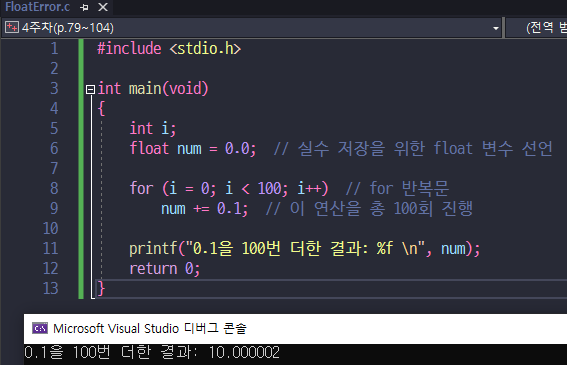 FloatError.c
4주차(p.79~104)
(전역 범
1 #include <stdio.h>
2
3 int main(void)
4 {
5 int i;
6 float num = 0.0; // 실수 저장을 위한 float 변수 선언
7
8 for (i = 0; i < 100; i++) // for 반복문
9 num += 0.1; // 이 연산을 총 100회 진행
10
11 printf("0.1을 100번 더한 결과: %f \n", num);
12 return 0;
13 }
Microsoft Visual Studio 디버그 콘솔
0.1을 100번 더한 결과: 10.000002